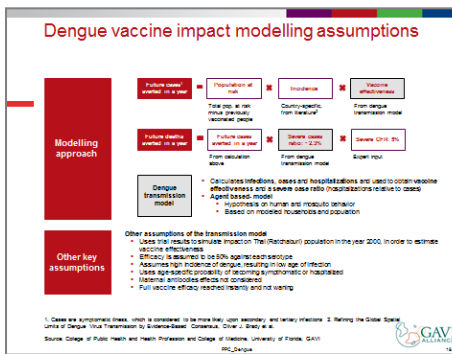 Dengue vaccine impact modelling assumptions
Modelling
approach
Future cases¹
averted in a year
Population at
risk
Incidence
Vaccine
effectiveness
Total pop. at risk
minus previously
vaccinated people
Country-specific,
from literature²
From dengue
transmission model
Future deaths
averted in a year
Future cases
averted in a year
Severe cases
ratio: ~2.3%
Severe CFR: 5%
From calculation
above
From dengue
transmission model
Expert input
Dengue
transmission
model
• Calculates infections, cases and hospitalizations and used to obtain vaccine
effectiveness and a severe case ratio (hospitalizations relative to cases)
• Agent based- model
• Hypothesis on human and mosquito behavior
• Based on modelled households and population
Other key
assumptions
Other assumptions of the transmission model
• Uses trial results to simulate impact on Thai (Ratchaburi) population in the year 2000, in order to estimate
vaccine effectiveness
• Efficacy is assumed to be 50% against each serotype
• Assumes high incidence of dengue, resulting in low age of infection
• Uses age-specific probability of becoming symptomatic or hospitalized
• Maternal antibodies effects not considered
• Full vaccine efficacy reached instantly and not waning
1. Cases are symptomatic illness, which is considered to be more likely upon secondary and tertiary infections 2. Refining the Global Spatial
Limits of Dengue Virus Transmission by Evidence-Based Consensus, Oliver J. Brady et al.
Source: College of Public Health and Health Profession and College of Medicine, University of Florida, GAVI
PPC_Dengue
GAVI
ALLIANCE